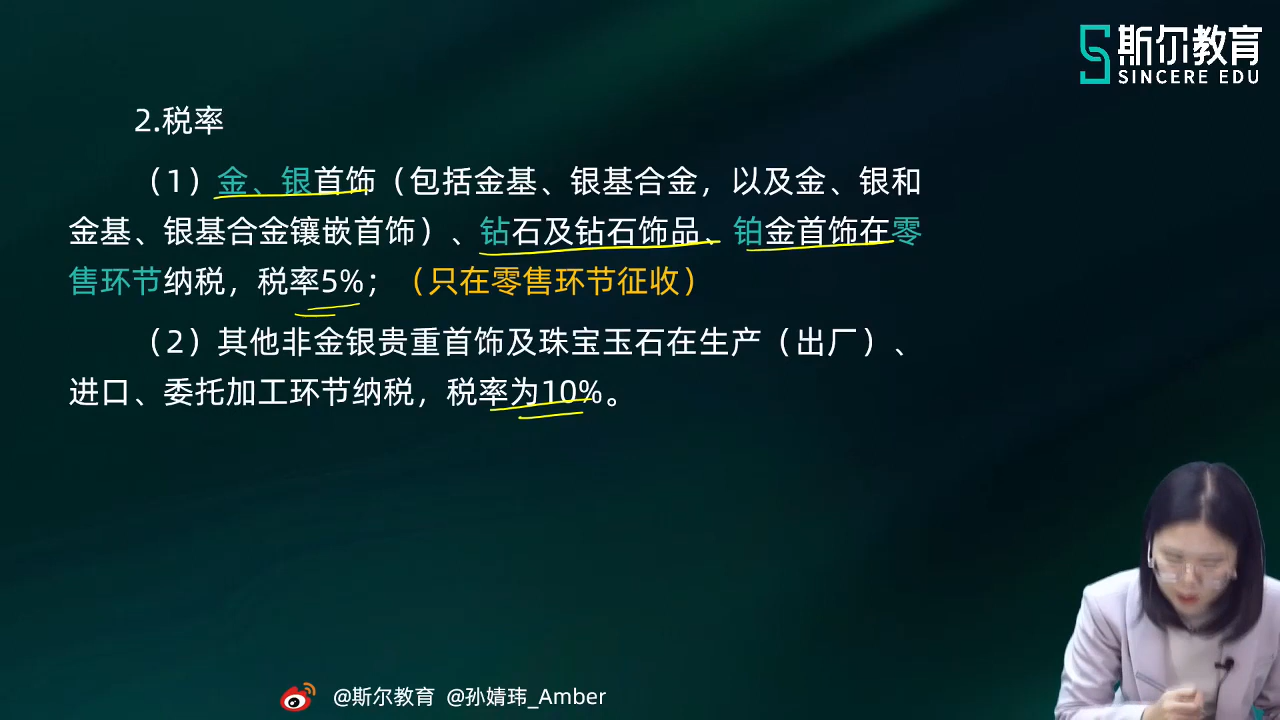 斯尔教育
SINCERE EDU
2.税率
（1）金、银首饰（包括金基、银基合金，以及金、银和
金基、银基合金镶嵌首饰）、钻石及钻石饰品、铂金首饰在零
售环节纳税，税率5%；（只在零售环节征收）
（2）其他非金银贵重首饰及珠宝玉石在生产（出厂）、
进口、委托加工环节纳税，税率为10%。
@斯尔教育 @孙婧玮_Amber